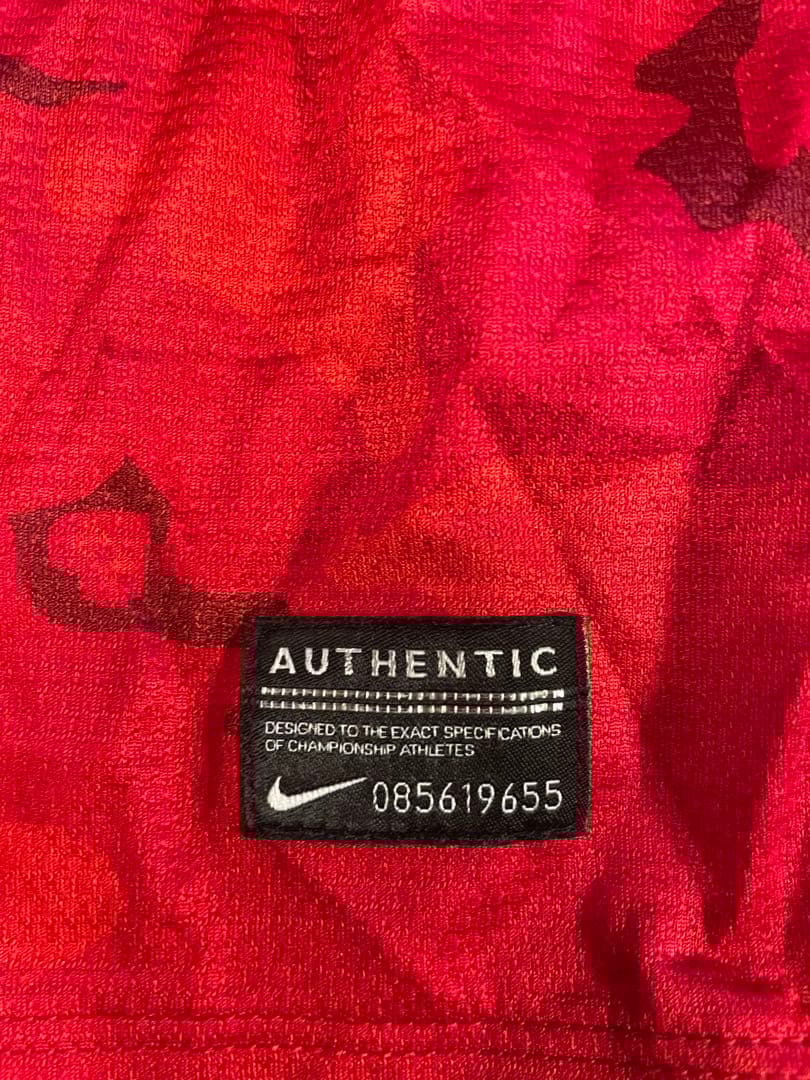 AUTHENTIC
DESIGNED TO THE EXACT SPECIFICATIONS
OF CHAMPIONSHIP ATHLETES
085619655